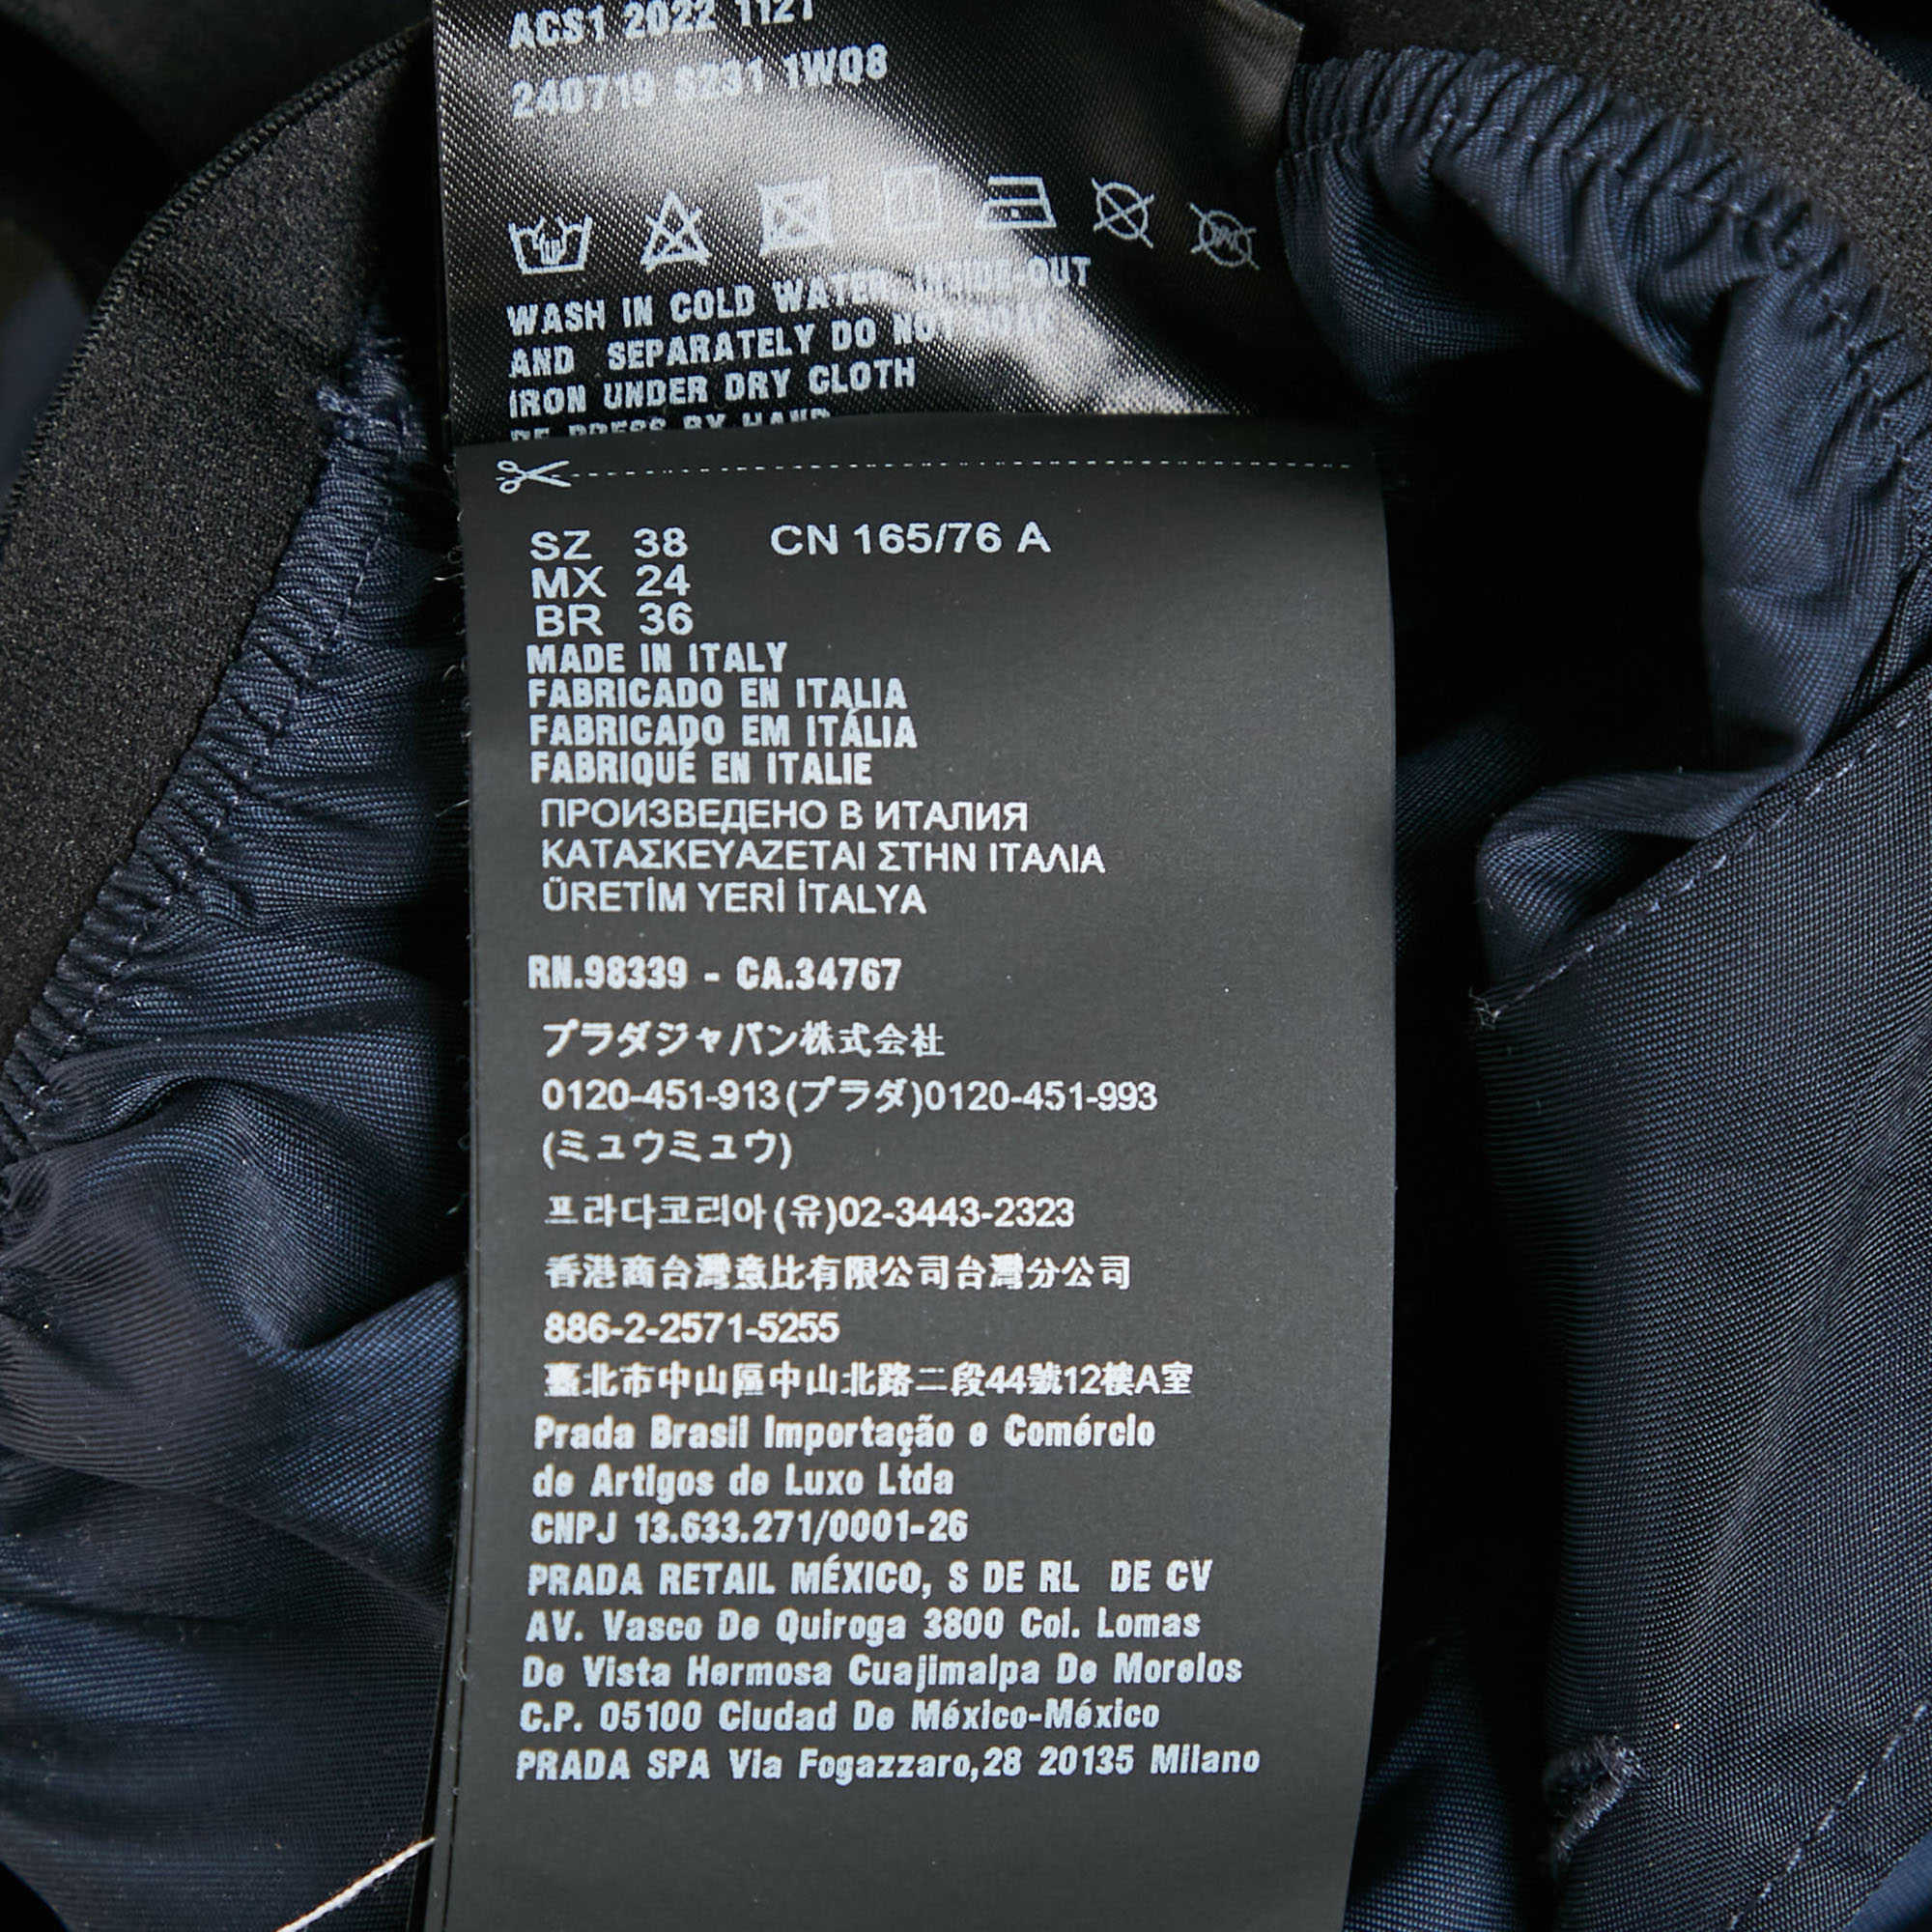 ACS1 2022 1121
240719 S231 1W08
WASH IN COLD WATER INSIDE OUT
AND SEPARATELY DO NOT SOAK
IRON UNDER DRY CLOTH
RE PRESS BY HAND
SZ 38 CN 165/76 A
MX 24
BR 36
MADE IN ITALY
FABRICADO EN ITALIA
FABRICADO EM ITÁLIA
FABRIQUÉ EN ITALIE
ПРОИЗВЕДЕНО В ИТАЛИЯ
ΚΑΤΑΣΚΕΥΑΖΕΤΑΙ ΣΤΗΝ ΙΤΑΛΙΑ
ÜRETİM YERİ İTALYA
RN.98339 - CA.34767
プラダジャパン株式会社
0120-451-913(プラダ)0120-451-993
(ミュウミュウ)
프라다코리아(유)02-3443-2323
香港商台灣意比有限公司台灣分公司
886-2-2571-5255
臺北市中山區中山北路二段44號12樓A室
Prada Brasil Importação e Comércio
de Artigos de Luxo Ltda
CNPJ 13.633.271/0001-26
PRADA RETAIL MÉXICO, S DE RL DE CV
AV. Vasco De Quiroga 3800 Col. Lomas
De Vista Hermosa Cuajimalpa De Morelos
C.P. 05100 Ciudad De México-México
PRADA SPA Via Fogazzaro,28 20135 Milano